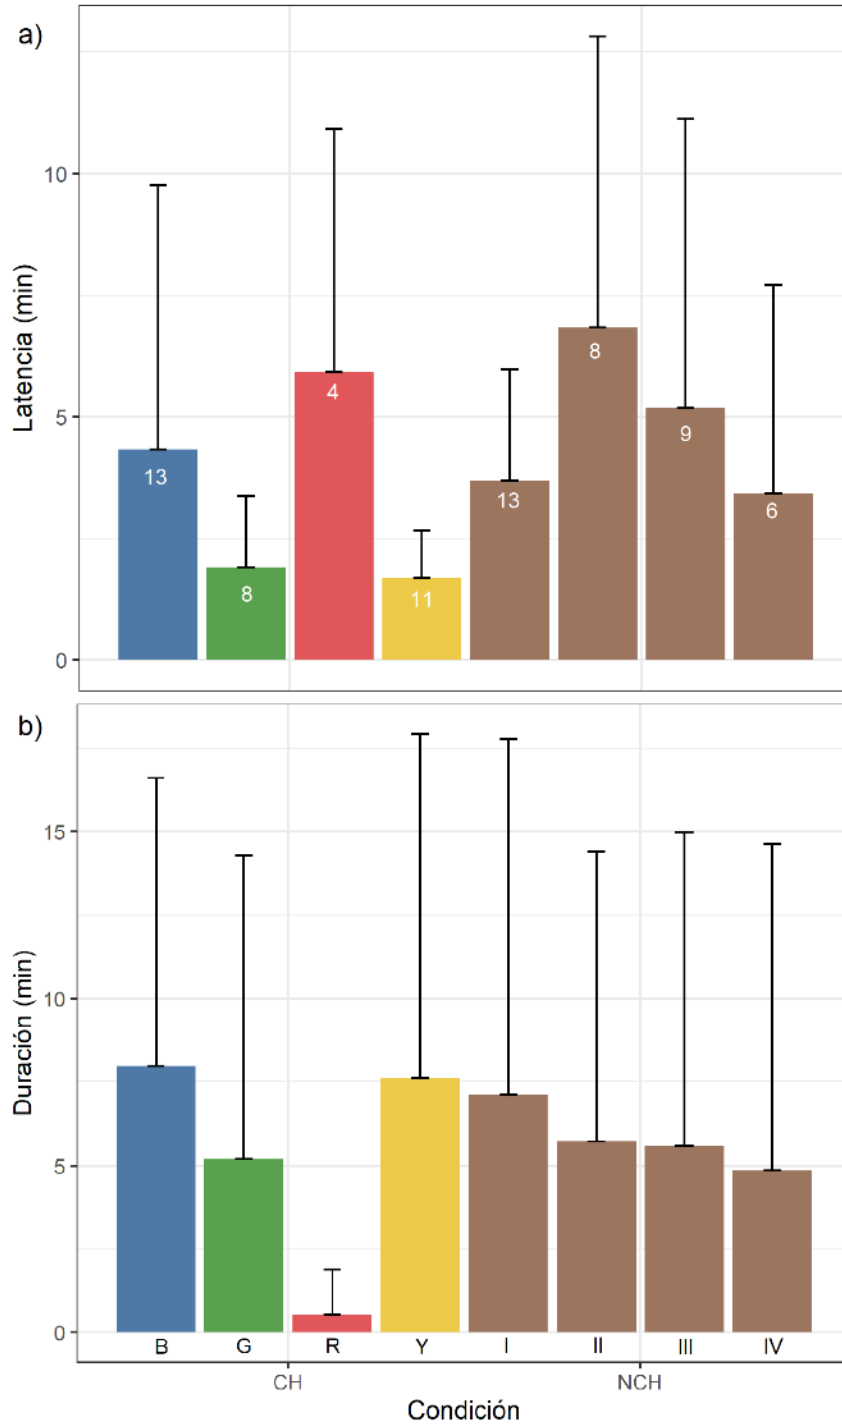 a)
Latencia (min)
10
5
0
13
8
4
11
13
8
9
6
b)
Duración (min)
15
10
5
0
B G R Y I II III IV
CH NCH
Condición